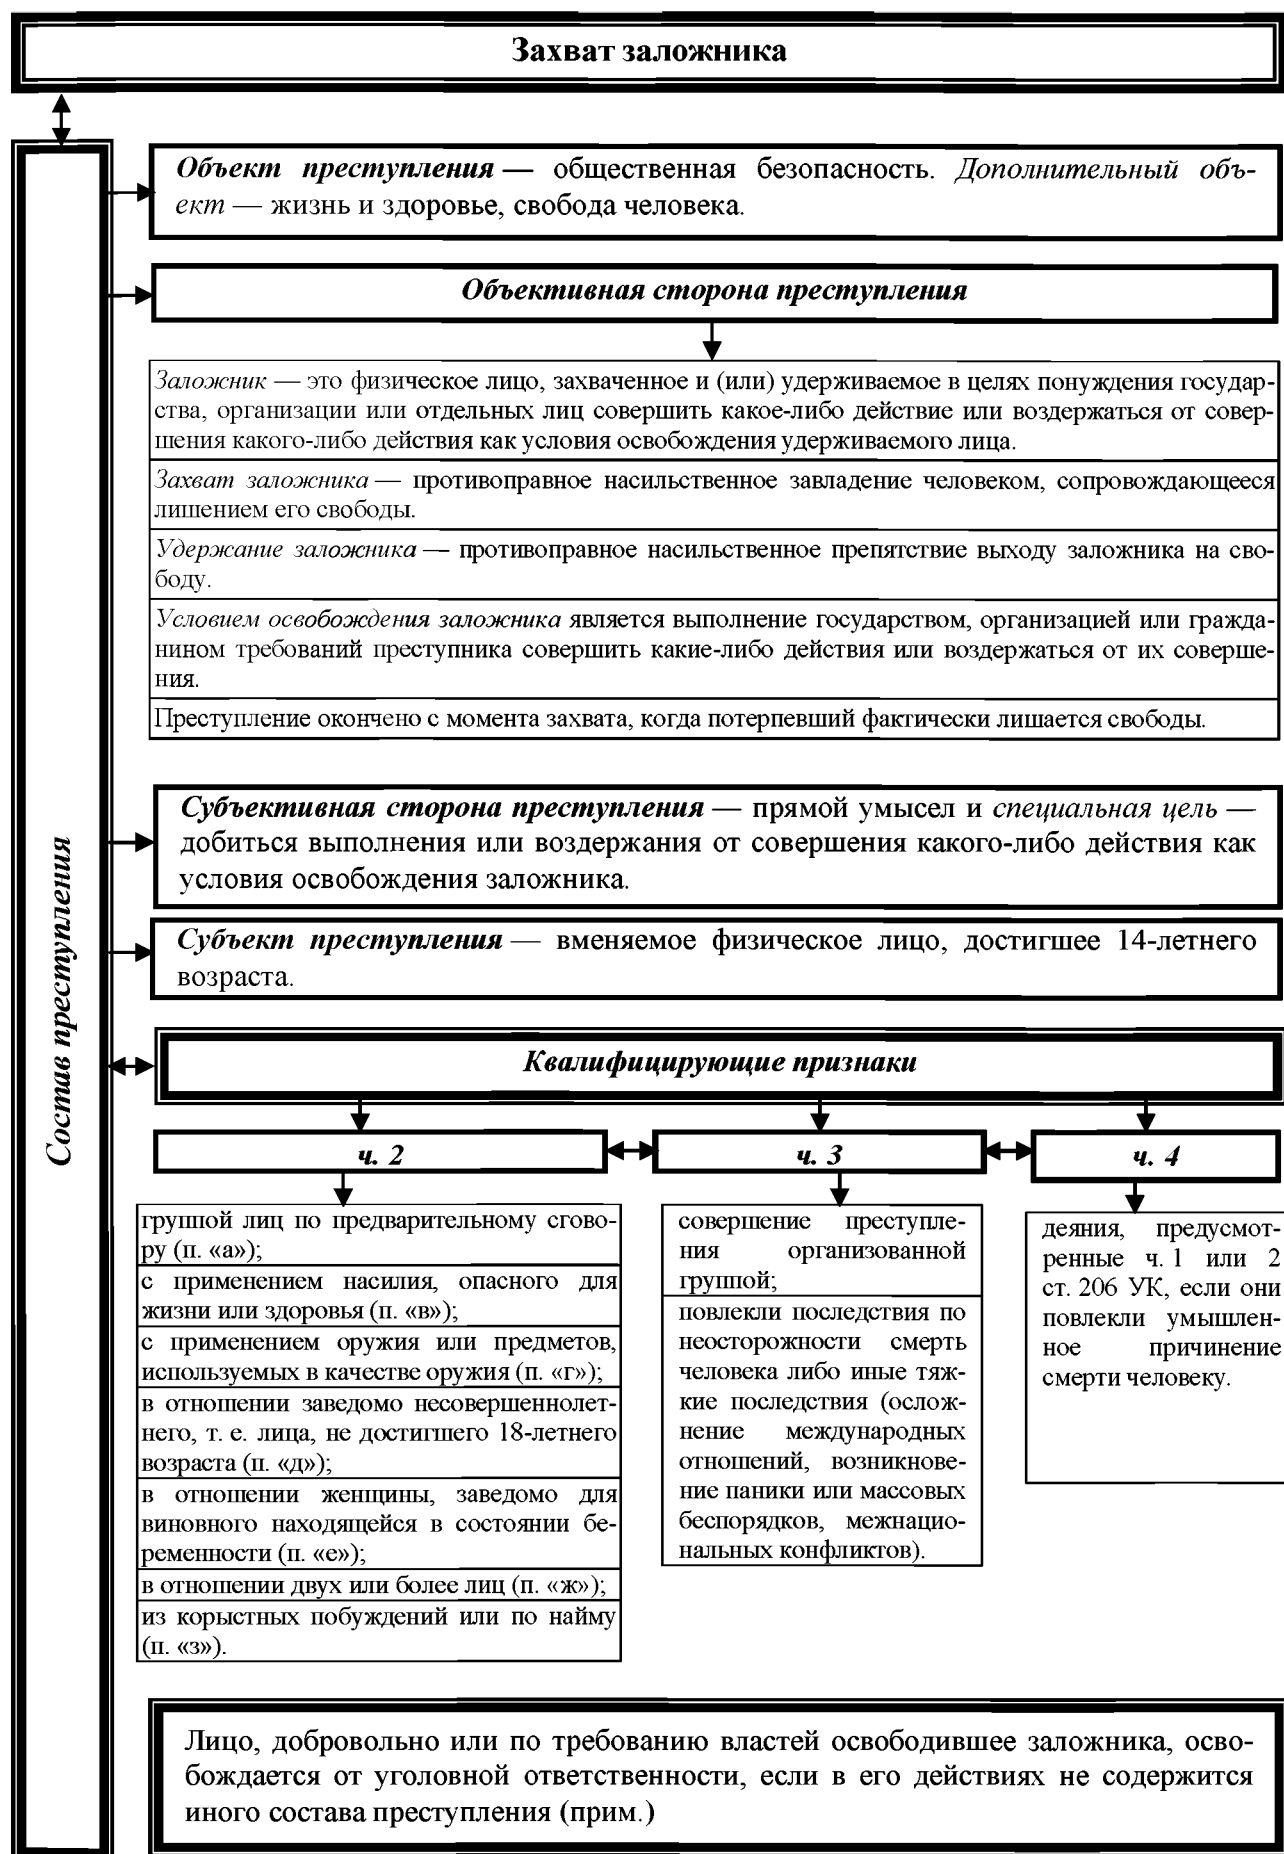 Захват заложника
Объект преступления — общественная безопасность. Дополнительный объ-
ект — жизнь и здоровье, свобода человека.
Объективная сторона преступления
Заложник — это физическое лицо, захваченное и (или) удерживаемое в целях понуждения государ-
ства, организации или отдельных лиц совершить какое-либо действие или воздержаться от совер-
шения какого-либо действия как условия освобождения удерживаемого лица.
Захват заложника — противоправное насильственное завладение человеком, сопровождающееся
лишением его свободы.
Удержание заложника — противоправное насильственное препятствие выходу заложника на сво-
боду.
Условием освобождения заложника является выполнение государством, организацией или гражда-
нином требований преступника совершить какие-либо действия или воздержаться от их соверше-
ния.
Преступление окончено с момента захвата, когда потерпевший фактически лишается свободы.
Состав преступления
Субъективная сторона преступления — прямой умысел и специальная цель —
добиться выполнения или воздержания от совершения какого-либо действия как
условия освобождения заложника.
Субъект преступления — вменяемое физическое лицо, достигшее 14-летнего
возраста.
Квалифицирующие признаки
ч. 2
группой лиц по предварительному сгово-
ру (п. «а»);
с применением насилия, опасного для
жизни или здоровья (п. «в»);
с применением оружия или предметов,
используемых в качестве оружия (п. «г»);
в отношении заведомо несовершеннолет-
него, т. е. лица, не достигшего 18-летнего
возраста (п. «д»);
в отношении женщины, заведомо для
виновного находящейся в состоянии бе-
ременности (п. «е»);
в отношении двух или более лиц (п. «ж»);
из корыстных побуждений или по найму
(п. «з»).
ч. 3
совершение преступле-
ния организованной
группой;
повлекли последствия по
неосторожности смерть
человека либо иные тяж-
кие последствия (ослож-
нение международных
отношений, возникнове-
ние паники или массовых
беспорядков, межнацио-
нальных конфликтов).
ч. 4
деяния, предусмот-
ренные ч. 1 или 2
ст. 206 УК, если они
повлекли умышлен-
ное причинение
смерти человеку.
Лицо, добровольно или по требованию властей освободившее заложника, осво-
бождается от уголовной ответственности, если в его действиях не содержится
иного состава преступления (прим.)